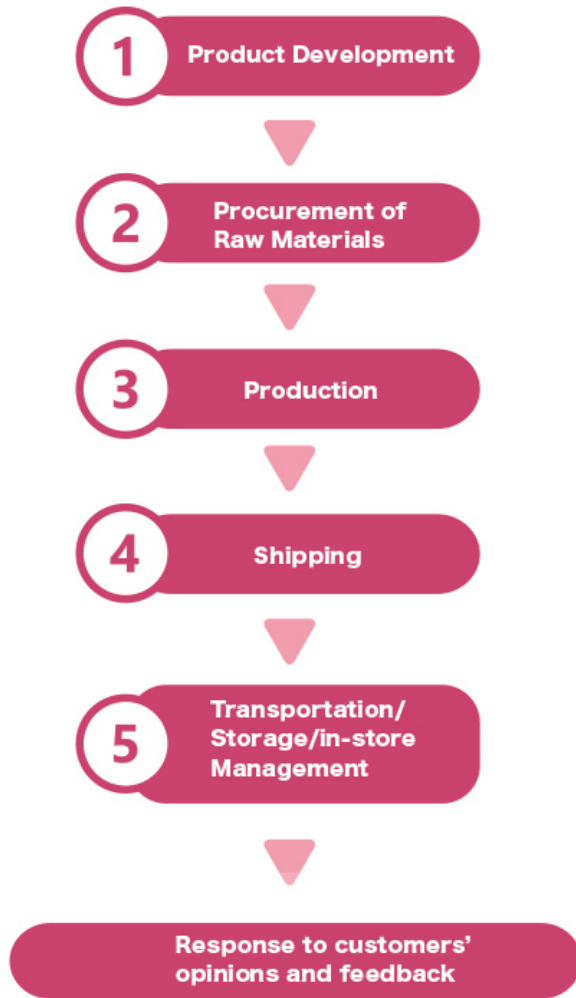 1
Product Development
2
Procurement of
Raw Materials
3
Production
4
Shipping
5
Transportation/
Storage/in-store
Management
Response to customers’
opinions and feedback